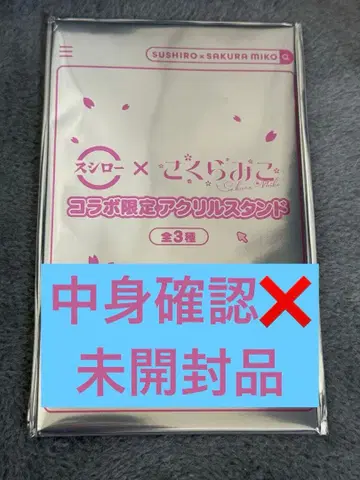 SUSHIRO × SAKURA MIKO
スシロー × さくらみこ
Sakura Miko
コラボ限定アクリルスタンド
全3種
中身確認❌
未開封品